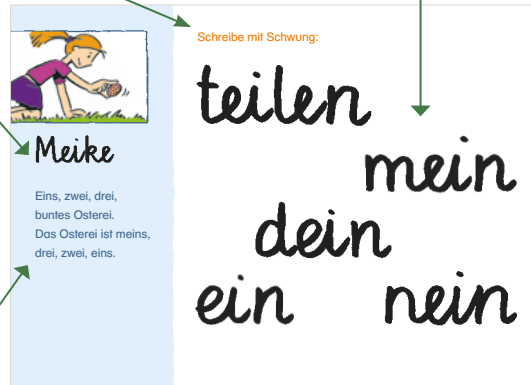 Schreibe mit Schwung:
teilen
mein
dein
ein nein
Meike
Eins, zwei, drei,
buntes Osterei.
Das Osterei ist meins,
drei, zwei, eins.